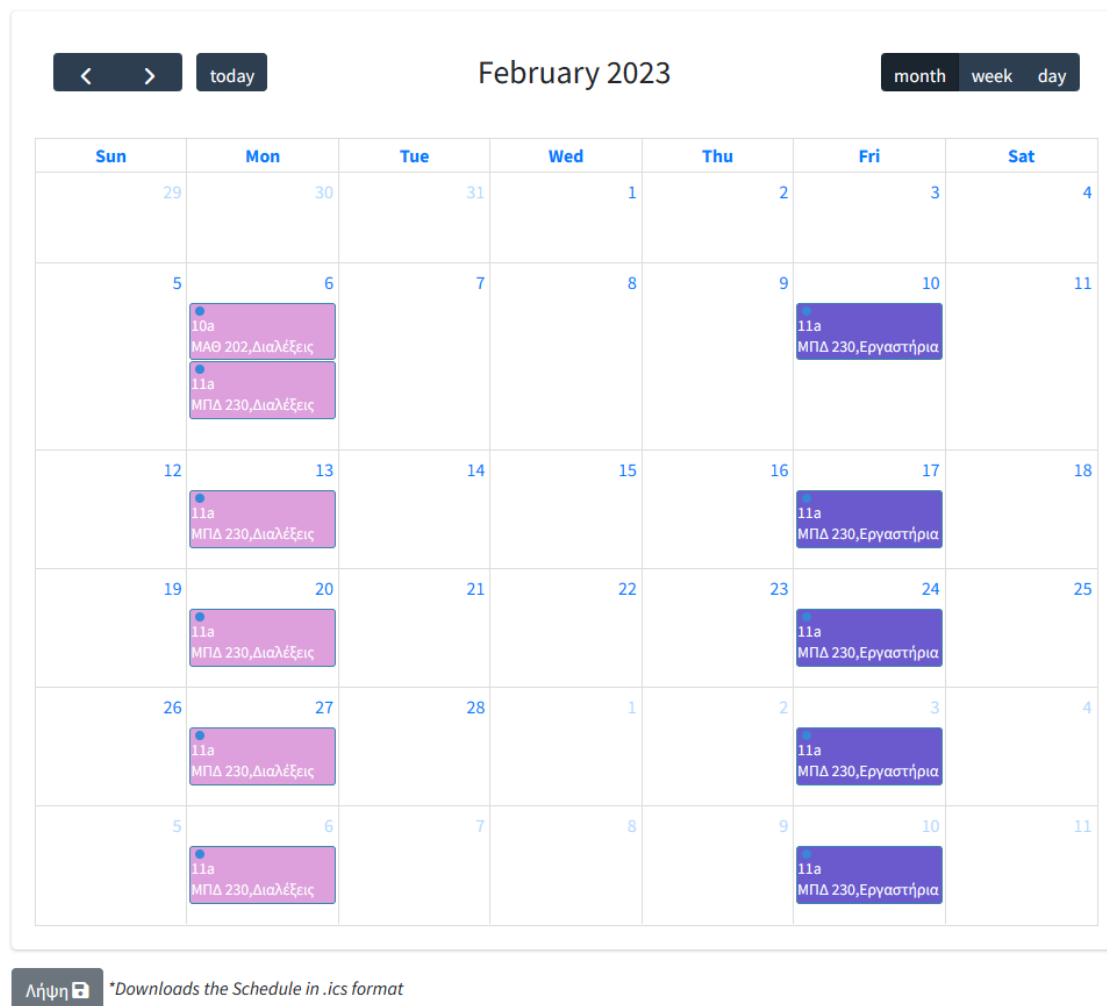 today
February 2023
month week day
Sun Mon Tue Wed Thu Fri Sat
29 30 31 1 2 3 4
5 6 7 8 9 10 11
10a
ΜΑΘ 202,Διαλέξεις
11a
ΜΠΔ 230,Διαλέξεις
11a
ΜΠΔ 230,Εργαστήρια
12 13 14 15 16 17 18
11a
ΜΠΔ 230,Διαλέξεις
11a
ΜΠΔ 230,Εργαστήρια
19 20 21 22 23 24 25
11a
ΜΠΔ 230,Διαλέξεις
11a
ΜΠΔ 230,Εργαστήρια
26 27 28 1 2 3 4
11a
ΜΠΔ 230,Διαλέξεις
11a
ΜΠΔ 230,Εργαστήρια
5 6 7 8 9 10 11
11a
ΜΠΔ 230,Διαλέξεις
11a
ΜΠΔ 230,Εργαστήρια
Λήψη *Downloads the Schedule in .ics format